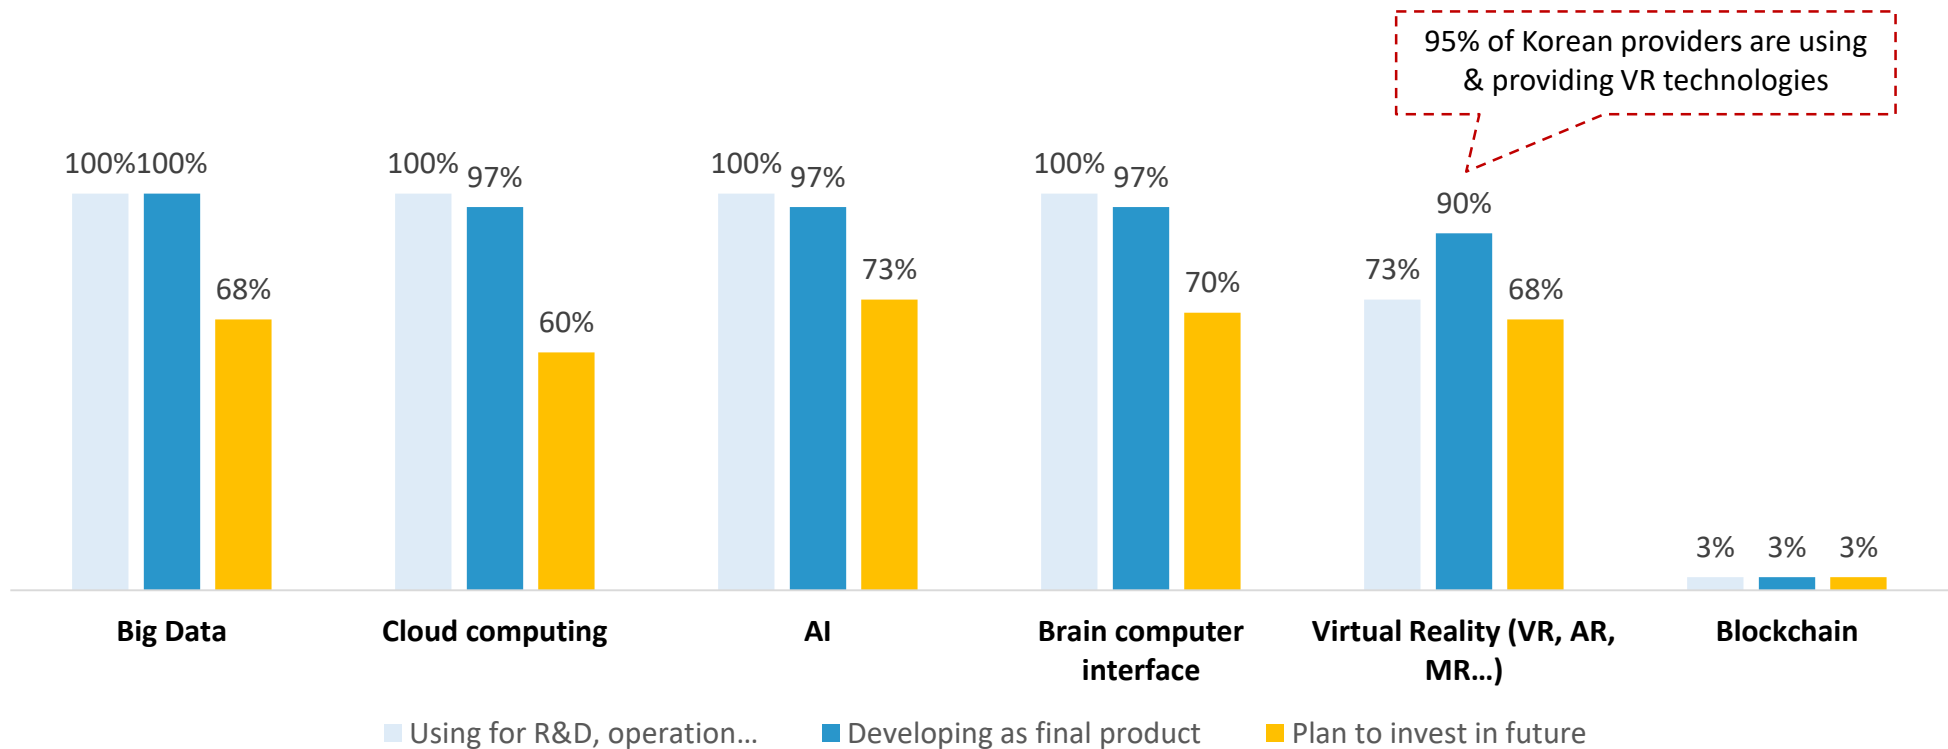 95% of Korean providers are using
& providing VR technologies
100% 100% 68%
100% 97% 60%
100% 97% 73%
100% 97% 70%
73% 90% 68%
3% 3% 3%
Big Data
Cloud computing
AI
Brain computer
interface
Virtual Reality (VR, AR,
MR…)
Blockchain
Using for R&D, operation…
Developing as final product
Plan to invest in future